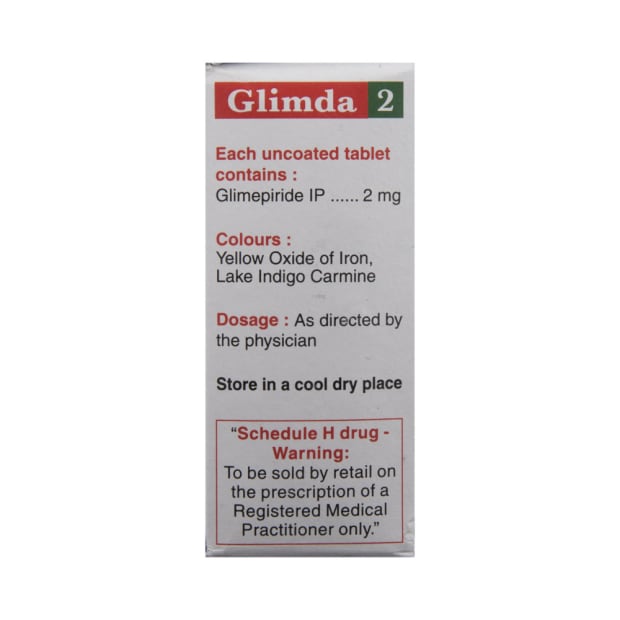 Glimda 2
Each uncoated tablet
contains :
Glimepiride IP ...... 2 mg
Colours :
Yellow Oxide of Iron,
Lake Indigo Carmine
Dosage : As directed by
the physician
Store in a cool dry place
“Schedule H drug -
Warning:
To be sold by retail on
the prescription of a
Registered Medical
Practitioner only.”